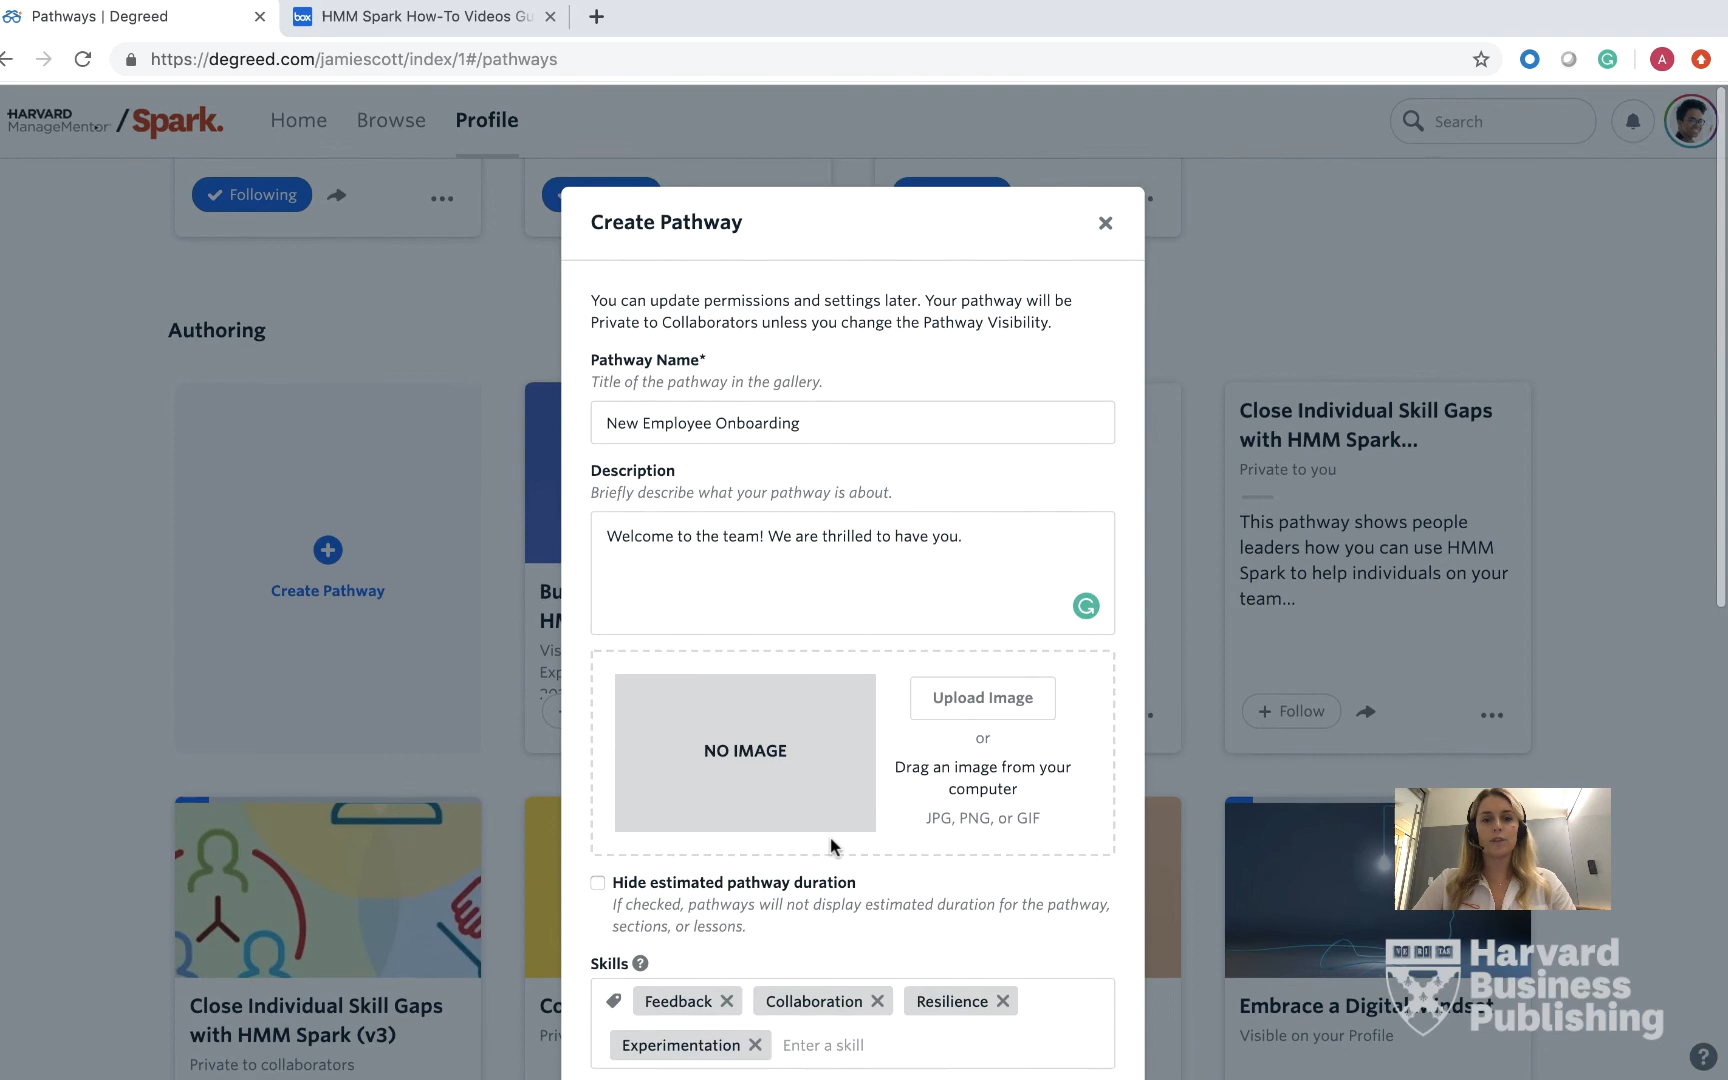 Pathways | Degreed
box HMM Spark How-To Videos Gu
https://degreed.com/jamiescott/index/1#/pathways
A
HARVARD
ManageMentor / Spark.
Home
Browse
Profile
Search
Following
Create Pathway
You can update permissions and settings later. Your pathway will be
Private to Collaborators unless you change the Pathway Visibility.
Authoring
Pathway Name*
Title of the pathway in the gallery.
New Employee Onboarding
Description
Briefly describe what your pathway is about.
Welcome to the team! We are thrilled to have you.
Create Pathway
Close Individual Skill Gaps
with HMM Spark...
Private to you
This pathway shows people
leaders how you can use HMM
Spark to help individuals on your
team...
+ Follow
NO IMAGE
Upload Image
or
Drag an image from your
computer
JPG, PNG, or GIF
Hide estimated pathway duration
If checked, pathways will not display estimated duration for the pathway,
sections, or lessons.
Skills
Feedback
Collaboration
Resilience
Experimentation
Enter a skill
Close Individual Skill Gaps
with HMM Spark (v3)
Private to collaborators
Embrace a Digital Mindset
Visible on your Profile
VE RI TAS
Harvard
Business
Publishing